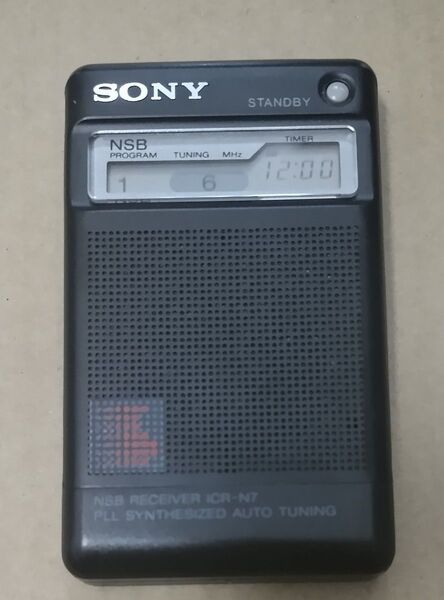 SONY
STANDBY
NSB
TIMER
PROGRAM TUNING MHz
1 6 12:00
NSB RECEIVER ICR-N7
PLL SYNTHESIZED AUTO TUNING